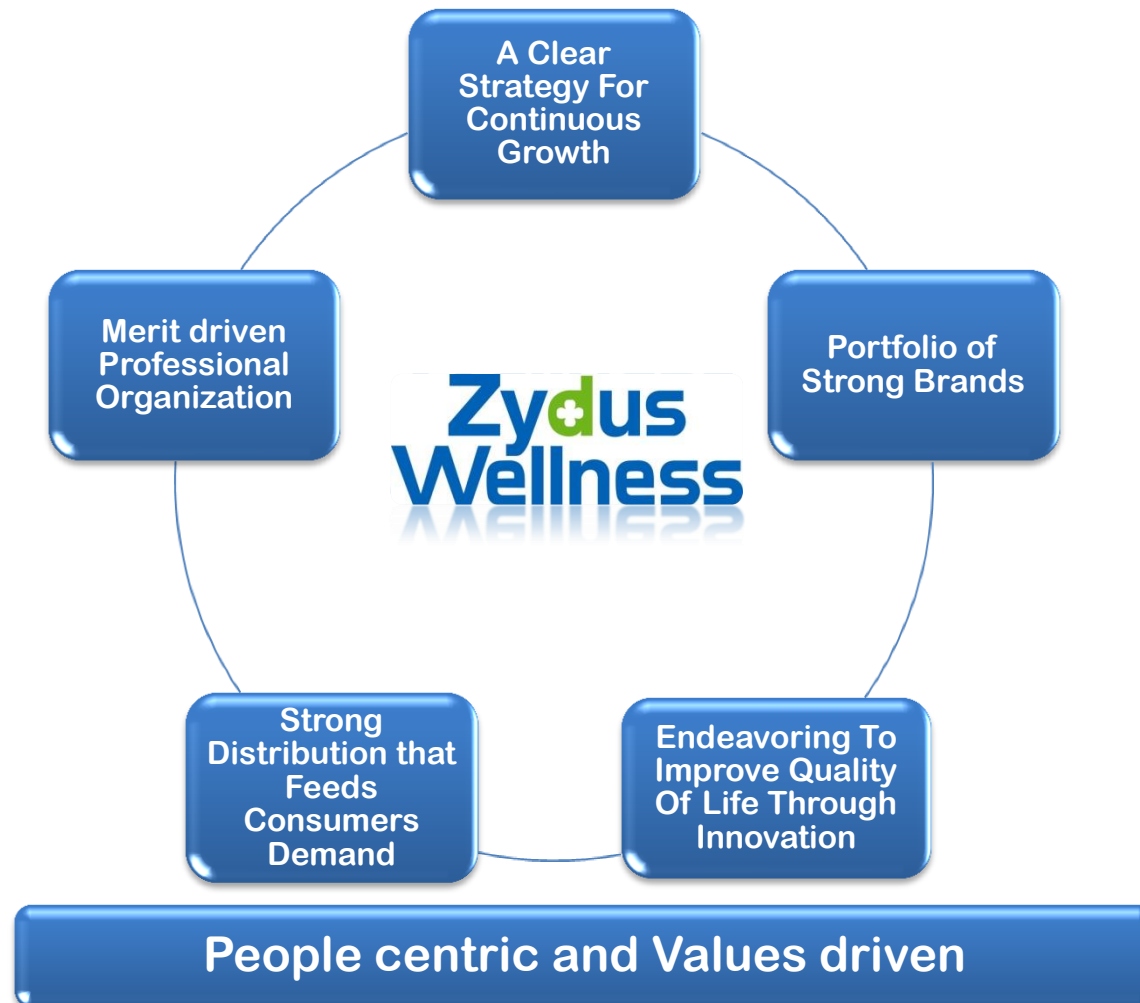 A Clear
Strategy For
Continuous
Growth
Merit driven
Professional
Organization
Portfolio of
Strong Brands
Zydus
Wellness
Strong
Distribution that
Feeds
Consumers
Demand
Endeavoring To
Improve Quality
Of Life Through
Innovation
People centric and Values driven